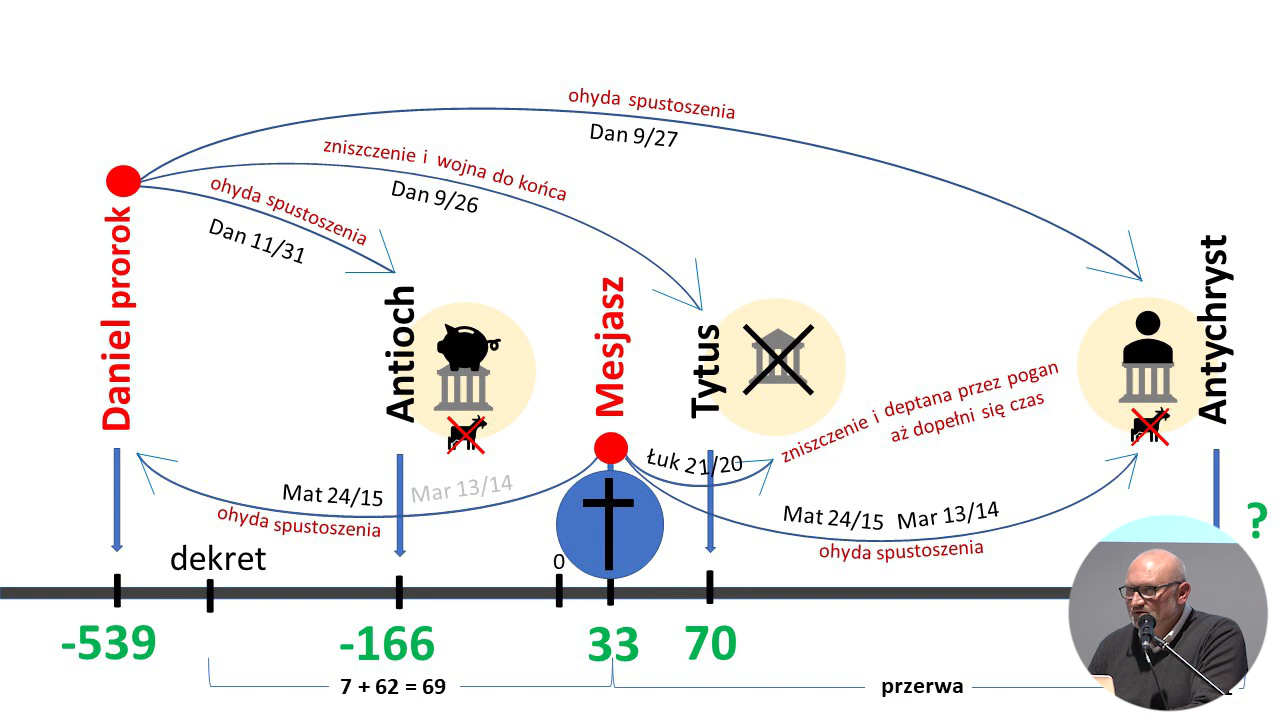 ohyda spustoszenia
Dan 9/27
zniszczenie i wojna do końca
Dan 9/26
ohyda spustoszenia
Dan 11/31
Daniel prorok
Antioch
Mesjasz
Tytus
Antychryst
zniszczenie i deptana przez pogan
aż dopełni się czas
Łuk 21/20
Mat 24/15
Mar 13/14
ohyda spustoszenia
Mat 24/15 Mar 13/14
ohyda spustoszenia
?
dekret
0
-539
-166
33
70
7 + 62 = 69
przerwa